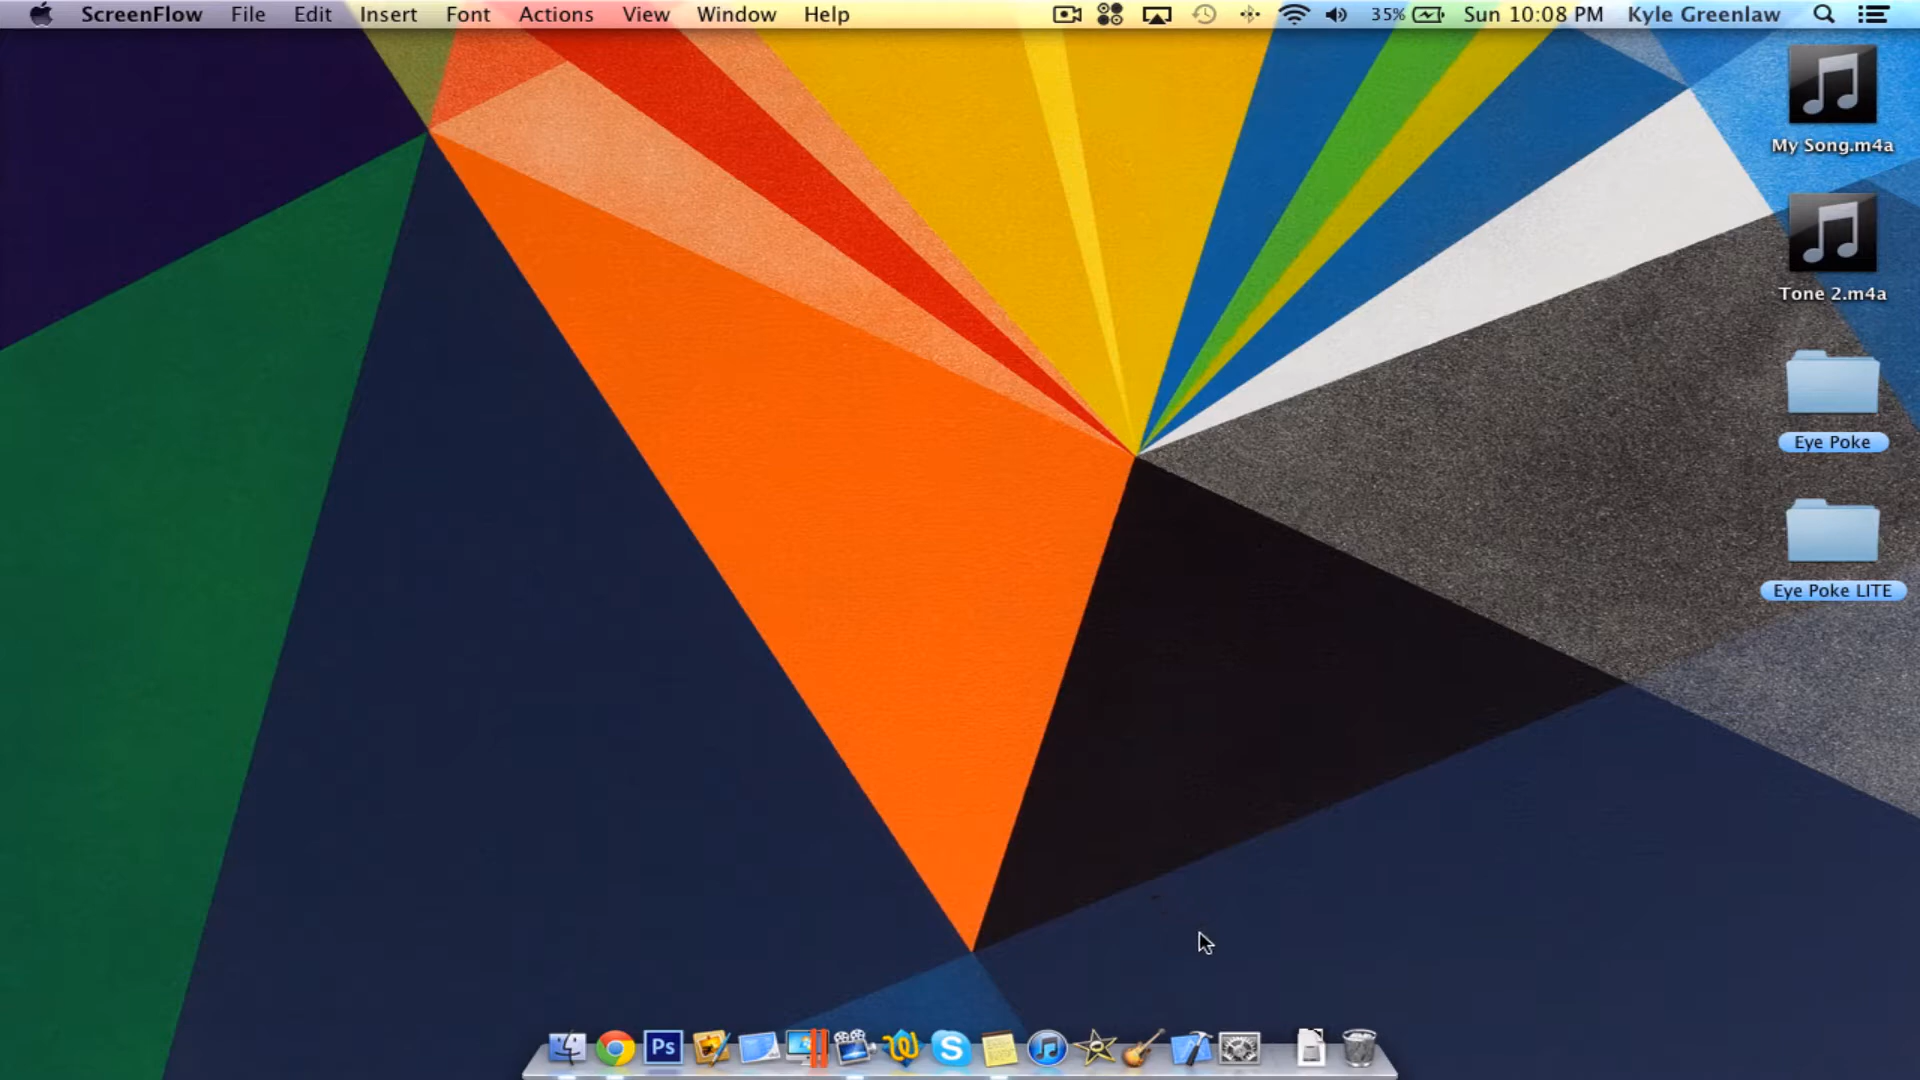 ScreenFlow File Edit Insert Font Actions View Window Help 35% Sun 10:08 PM Kyle Greenlaw
My Song.m4a
Tone 2.m4a
Eye Poke
Eye Poke LITE
Ps